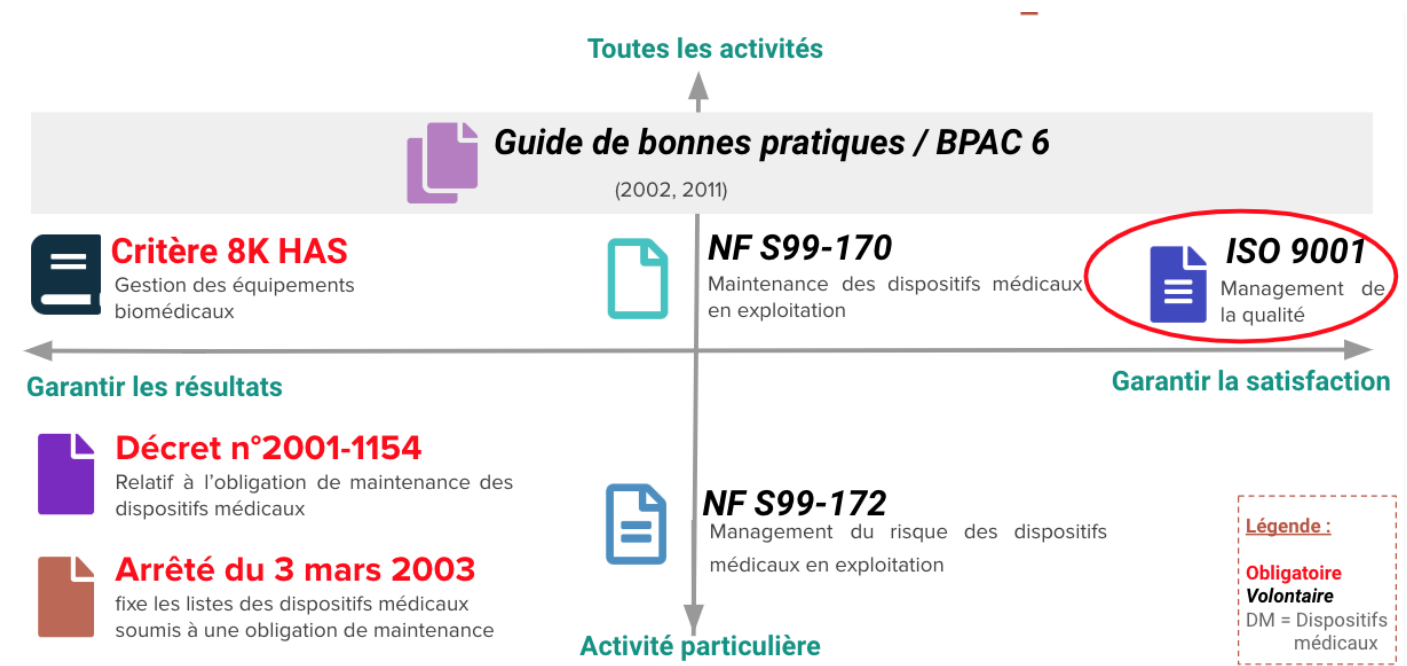 Toutes les activités
Guide de bonnes pratiques / BPAC 6
(2002, 2011)
Critère 8K HAS
Gestion des équipements
biomédicaux
NF S99-170
Maintenance des dispositifs médicaux
en exploitation
ISO 9001
Management de
la qualité
Garantir les résultats
Garantir la satisfaction
Décret n°2001-1154
Relatif à l'obligation de maintenance des
dispositifs médicaux
NF S99-172
Management du risque des dispositifs
médicaux en exploitation
Arrêté du 3 mars 2003
fixe les listes des dispositifs médicaux
soumis à une obligation de maintenance
Légende :
Obligatoire
Volontaire
DM = Dispositifs
médicaux
Activité particulière